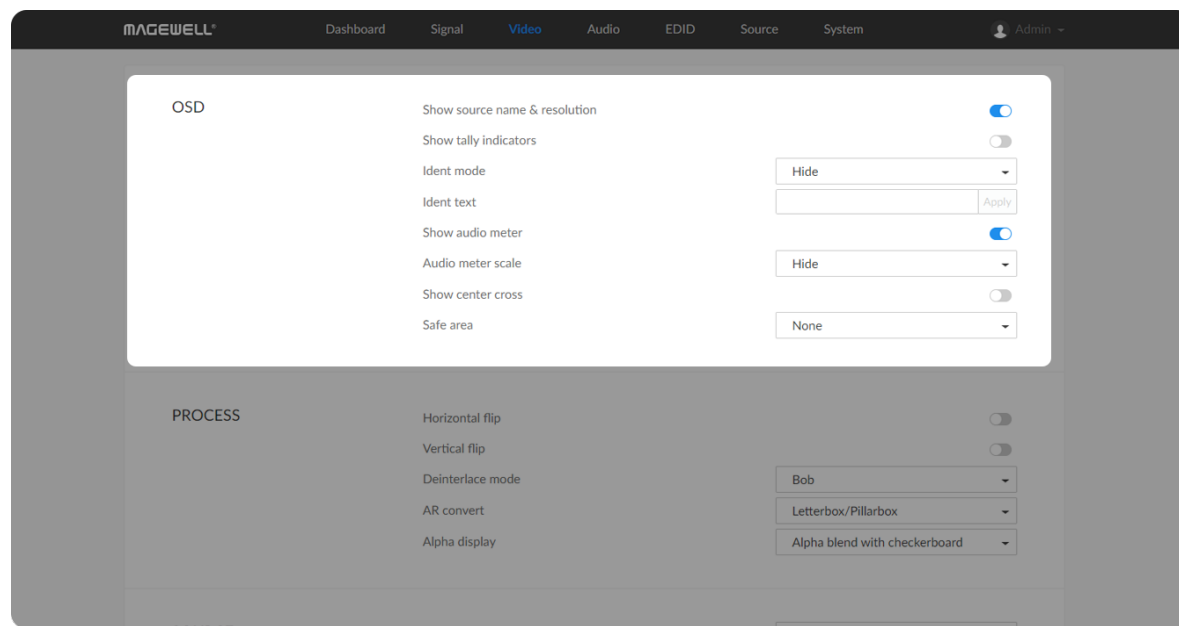 MAGEWELL® Dashboard Signal Video Audio EDID Source System Admin
OSD Show source name & resolution
Show tally indicators
Ident mode Hide
Ident text Apply
Show audio meter
Audio meter scale Hide
Show center cross
Safe area None
PROCESS Horizontal flip
Vertical flip
Deinterlace mode Bob
AR convert Letterbox/Pillarbox
Alpha display Alpha blend with checkerboard